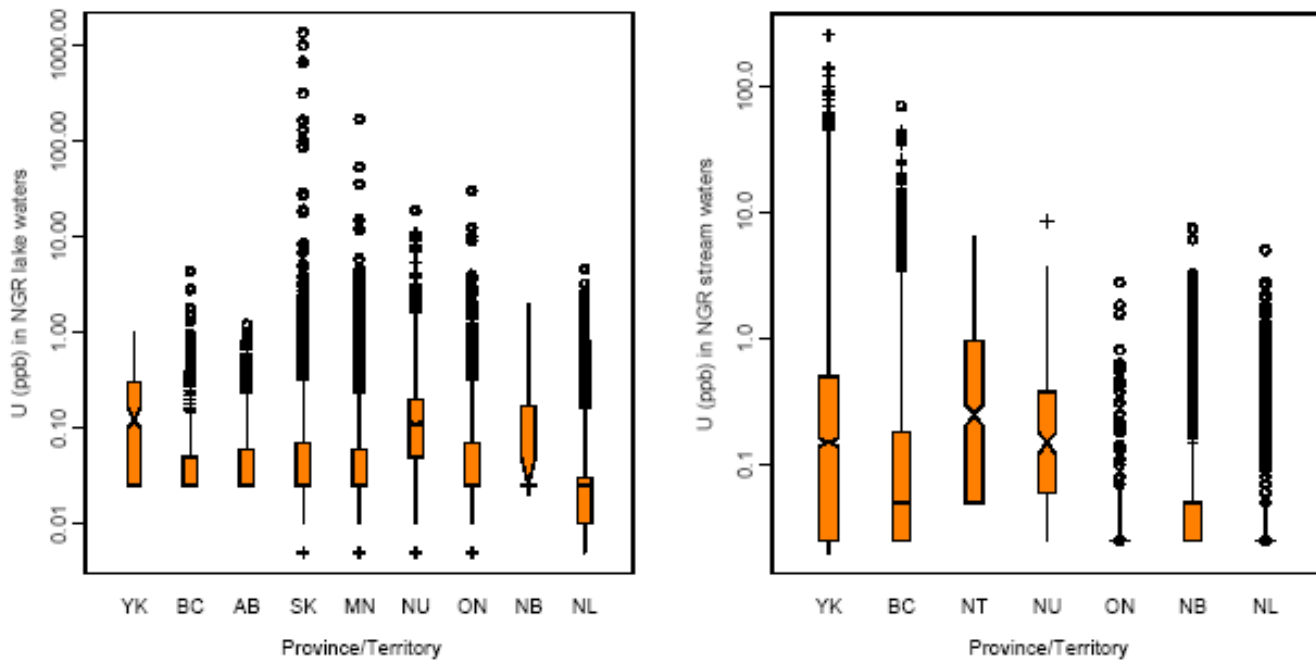 U (ppb) in NGR lake waters
1000.00
100.00
10.00
1.00
0.10
0.01
YK BC AB SK MN NU ON NB NL
Province/Territory
U (ppb) in NGR stream waters
100.0
10.0
1.0
0.1
YK BC NT NU ON NB NL
Province/Territory